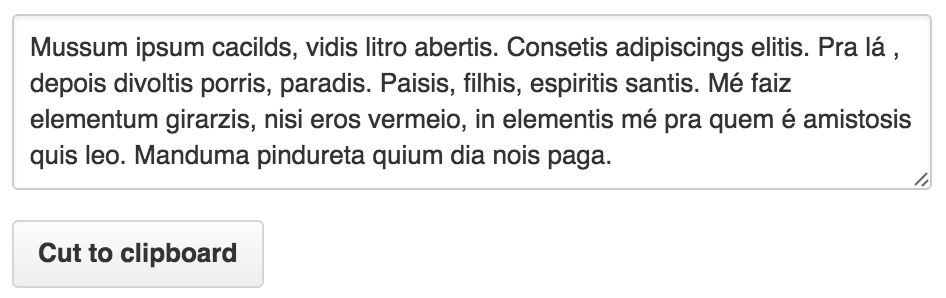 Mussum ipsum cacilds, vidis litro abertis. Consetis adipiscings elitis. Pra lá ,
depois divoltis porris, paradis. Paisis, filhis, espiritis santis. Mé faiz
elementum girarzis, nisi eros vermeio, in elementis mé pra quem é amistosis
quis leo. Manduma pindureta quium dia nois paga.
Cut to clipboard